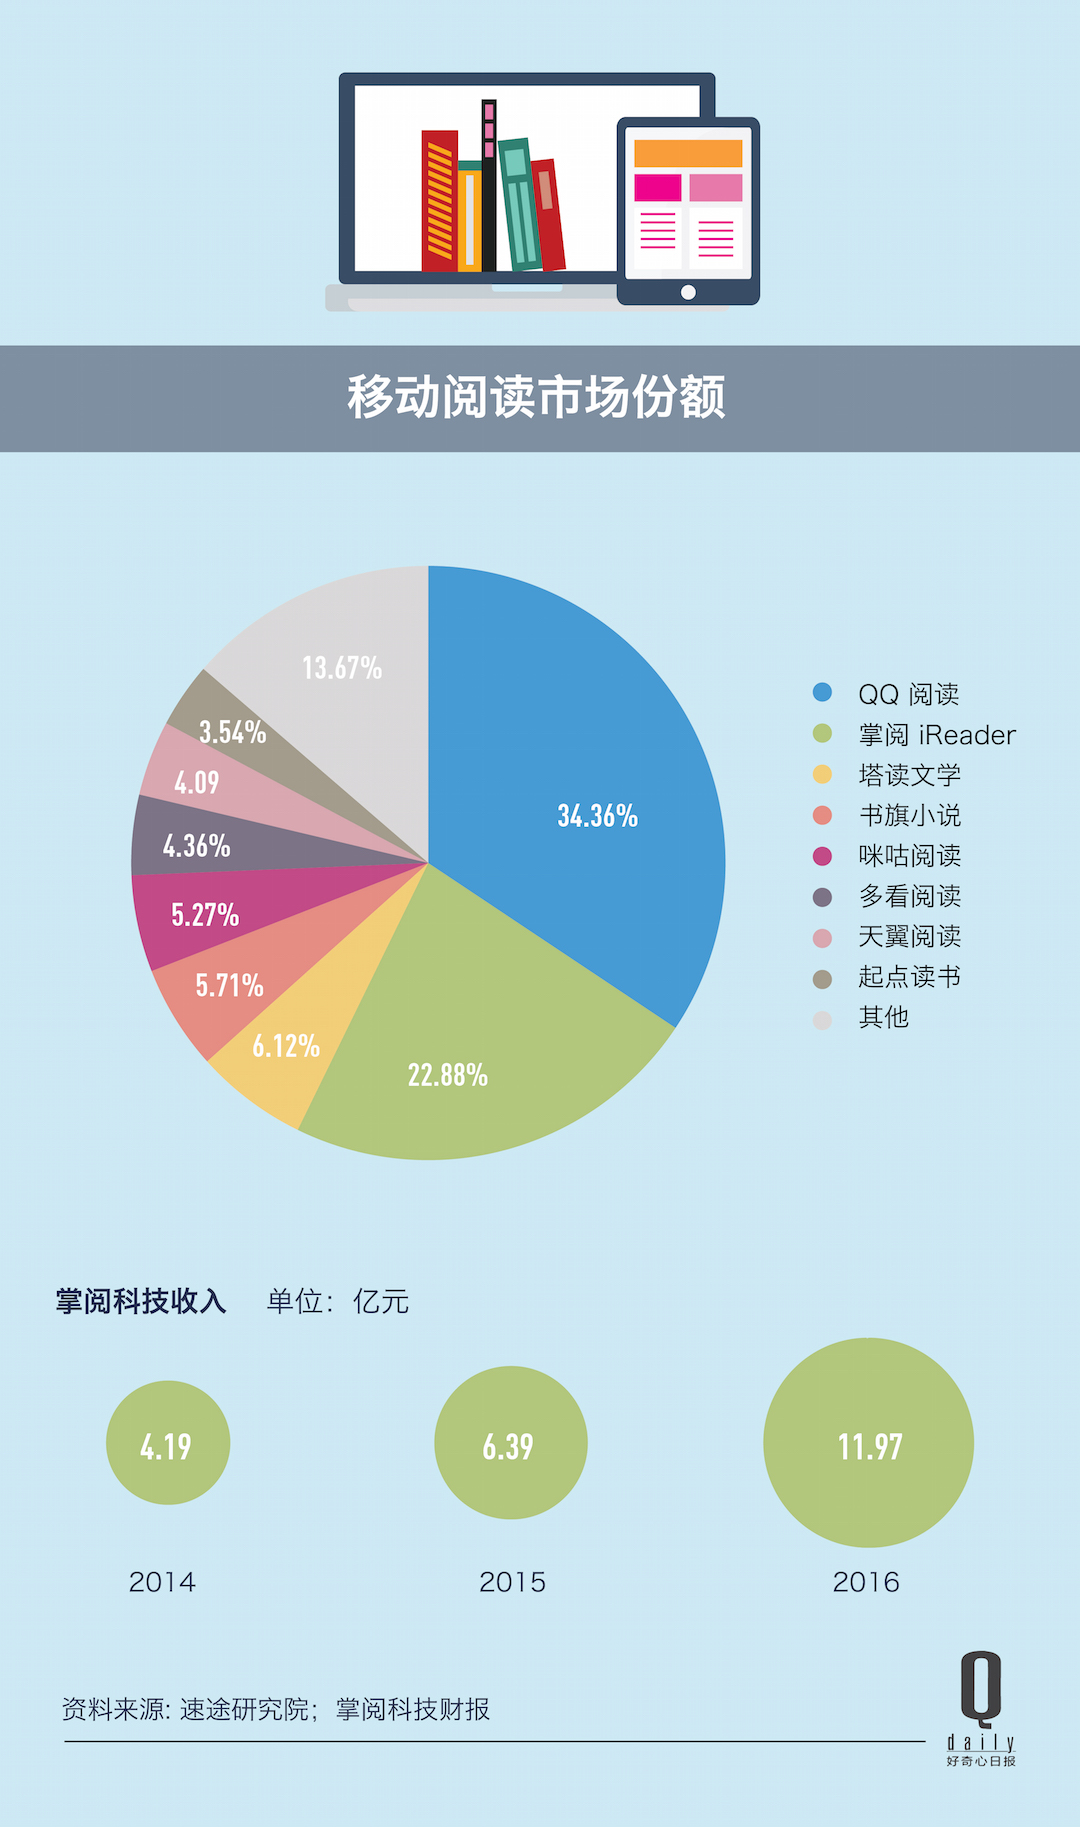 移动阅读市场份额
13.67%
3.54%
4.09
4.36%
5.27%
5.71%
6.12%
22.88%
34.36%
QQ 阅读
掌阅 iReader
塔读文学
书旗小说
咪咕阅读
多看阅读
天翼阅读
起点读书
其他
掌阅科技收入 单位：亿元
4.19
6.39
11.97
2014
2015
2016
资料来源: 速途研究院；掌阅科技财报
Q
daily
好奇心日报